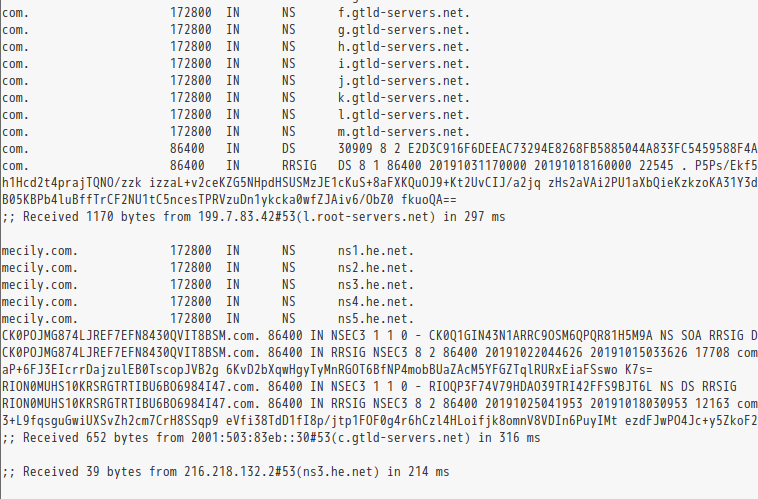 com. 172800 IN NS f.gtld-servers.net.
com. 172800 IN NS g.gtld-servers.net.
com. 172800 IN NS h.gtld-servers.net.
com. 172800 IN NS i.gtld-servers.net.
com. 172800 IN NS j.gtld-servers.net.
com. 172800 IN NS k.gtld-servers.net.
com. 172800 IN NS l.gtld-servers.net.
com. 172800 IN NS m.gtld-servers.net.
com. 86400 IN DS 30909 8 2 E2D3C916F6DEEAC73294E8268FB5885044A833FC5459588F4A
com. 86400 IN RRSIG DS 8 1 86400 20191031170000 20191018160000 22545 . P5Ps/Ekf5
h1Hcd2t4prajTQNO/zzk izzaL+v2ceKZG5NHpdHSUSMzJE1cKuS+8aFXKQuOJ9+Kt2UvCIJ/a2jq zHs2aVAi2PU1aXbQieKzkzoKA31Y3d
B05KBPb4luBffTrCF2NU1tC5ncesTPRVzuDn1ykcka0wfZJAiv6/ObZ0 fkuoQA==
;; Received 1170 bytes from 199.7.83.42#53(l.root-servers.net) in 297 ms
mecily.com. 172800 IN NS ns1.he.net.
mecily.com. 172800 IN NS ns2.he.net.
mecily.com. 172800 IN NS ns3.he.net.
mecily.com. 172800 IN NS ns4.he.net.
mecily.com. 172800 IN NS ns5.he.net.
CK0POJMG874LJREF7EFN8430QVIT8BSM.com. 86400 IN NSEC3 1 1 0 - CK0Q1GIN43N1ARRC9OSM6QPQR81H5M9A NS SOA RRSIG D
CK0POJMG874LJREF7EFN8430QVIT8BSM.com. 86400 IN RRSIG NSEC3 8 2 86400 20191022044626 20191015033626 17708 com
aP+6FJ3EIcrrDajzulEB0TscopJVB2g 6KvD2bXqwHgyTyMnRGOT6BfNP4mobBUaZAcM5YFGZTqlRURxEiaFSswo K7s=
RION0MUHS10KRSRGTRTIBU6BO6984I47.com. 86400 IN NSEC3 1 1 0 - RIOQP3F74V79HDAO39TRI42FFS9BJT6L NS DS RRSIG
RION0MUHS10KRSRGTRTIBU6BO6984I47.com. 86400 IN RRSIG NSEC3 8 2 86400 20191025041953 20191018030953 12163 com
3+L9fqsguGwiUXSvZh2cm7CrH8SSqp9 eVfi38TdD1fI8p/jtp1FOF0g4r6hCzl4HLoifjk8omnV8VDIn6PuyIMt ezdFJwPO4Jc+y5ZkoF2
;; Received 652 bytes from 2001:503:83eb::30#53(c.gtld-servers.net) in 316 ms
;; Received 39 bytes from 216.218.132.2#53(ns3.he.net) in 214 ms